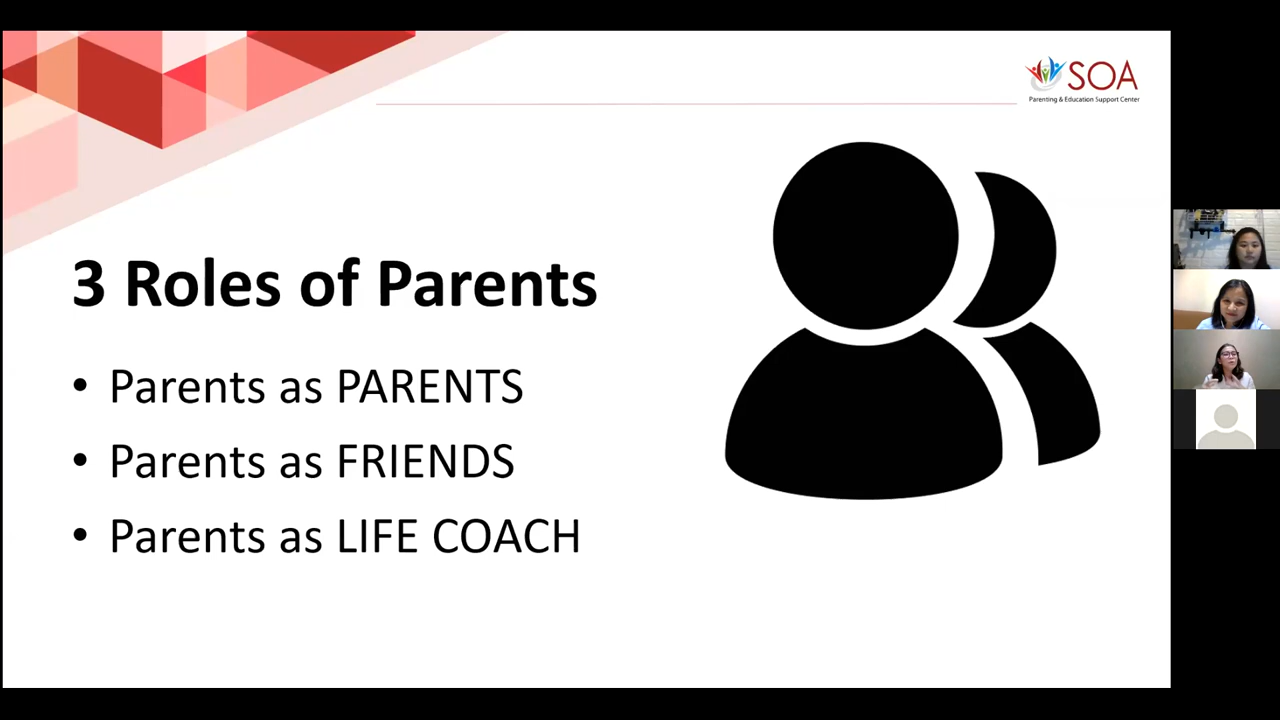 SOA
Parenting & Education Support Center
3 Roles of Parents
• Parents as PARENTS
• Parents as FRIENDS
• Parents as LIFE COACH